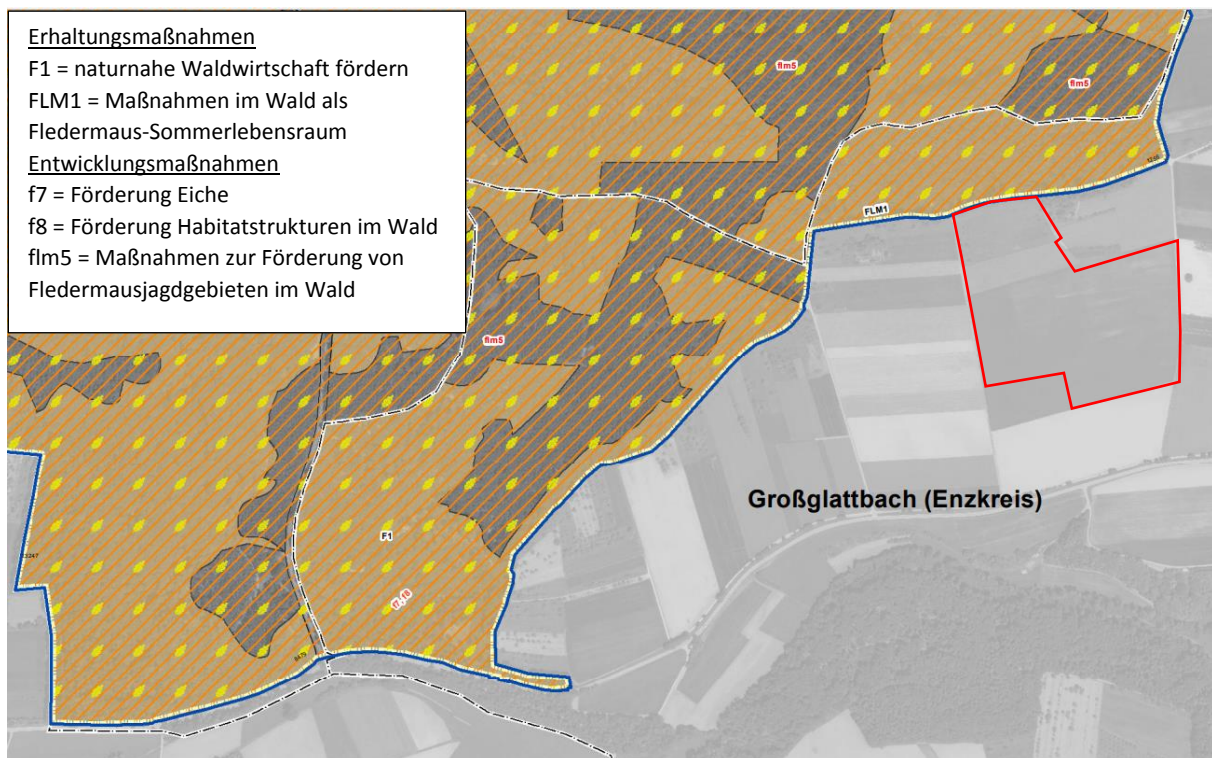 Erhaltungsmaßnahmen
F1 = naturnahe Waldwirtschaft fördern
FLM1 = Maßnahmen im Wald als
Fledermaus-Sommerlebensraum
Entwicklungsmaßnahmen
f7 = Förderung Eiche
f8 = Förderung Habitatstrukturen im Wald
flm5 = Maßnahmen zur Förderung von
Fledermausjagdgebieten im Wald
flm5
flm5
FLM1
flm5
Großglattbach (Enzkreis)
F1
f7, f8